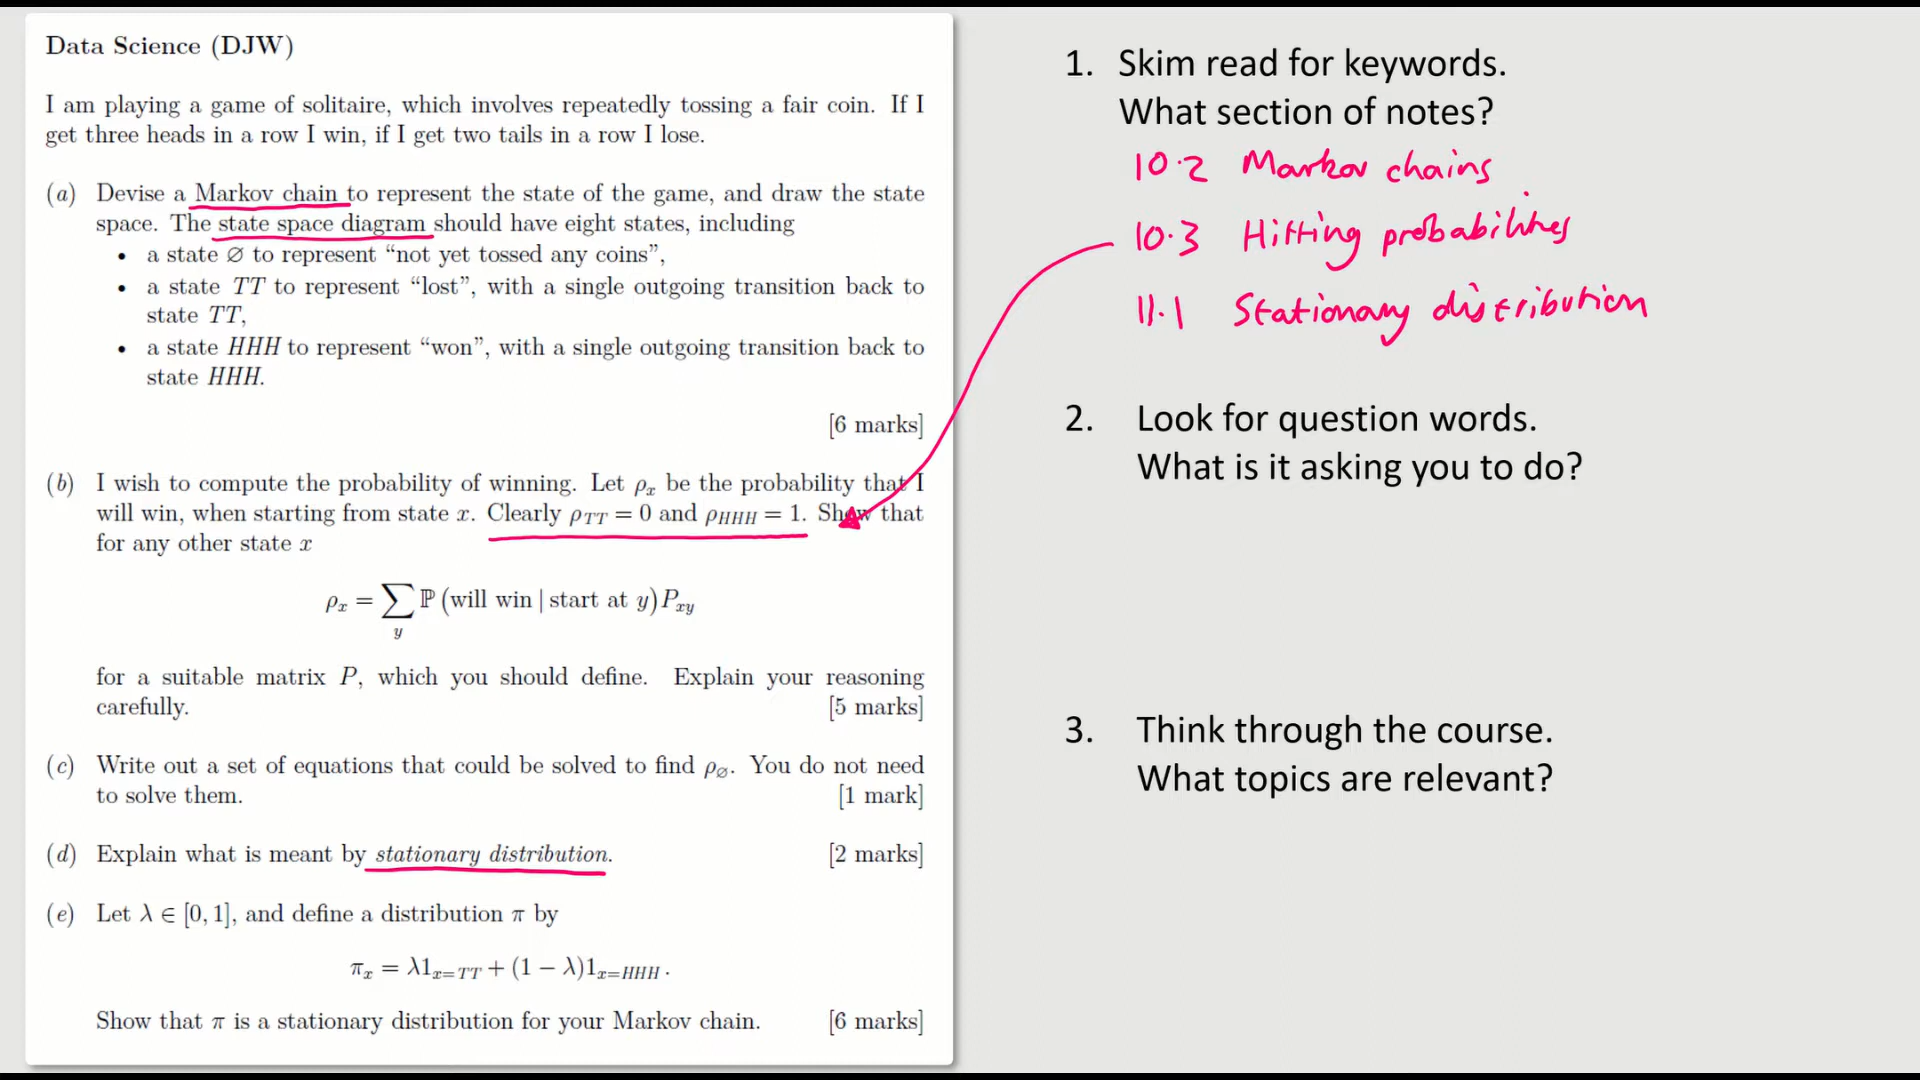 Data Science (DJW)
I am playing a game of solitaire, which involves repeatedly tossing a fair coin. If I
get three heads in a row I win, if I get two tails in a row I lose.
(a) Devise a Markov chain to represent the state of the game, and draw the state
space. The state space diagram should have eight states, including
• a state ∅ to represent “not yet tossed any coins”,
• a state TT to represent “lost”, with a single outgoing transition back to
state TT,
• a state HHH to represent “won”, with a single outgoing transition back to
state HHH.
[6 marks]
(b) I wish to compute the probability of winning. Let ρx be the probability that I
will win, when starting from state x. Clearly ρTT = 0 and ρHHH = 1. Show that
for any other state x
ρx = ∑y ℙ(will win | start at y)Pxy
for a suitable matrix P, which you should define. Explain your reasoning
carefully. [5 marks]
(c) Write out a set of equations that could be solved to find ρ∅. You do not need
to solve them. [1 mark]
(d) Explain what is meant by stationary distribution. [2 marks]
(e) Let λ ∈ [0, 1], and define a distribution π by
πx = λ1x=TT + (1 − λ)1x=HHH .
Show that π is a stationary distribution for your Markov chain. [6 marks]
1. Skim read for keywords.
What section of notes?
10.2 Markov chains
10.3 Hitting probabilities
11.1 Stationary distribution
2. Look for question words.
What is it asking you to do?
3. Think through the course.
What topics are relevant?